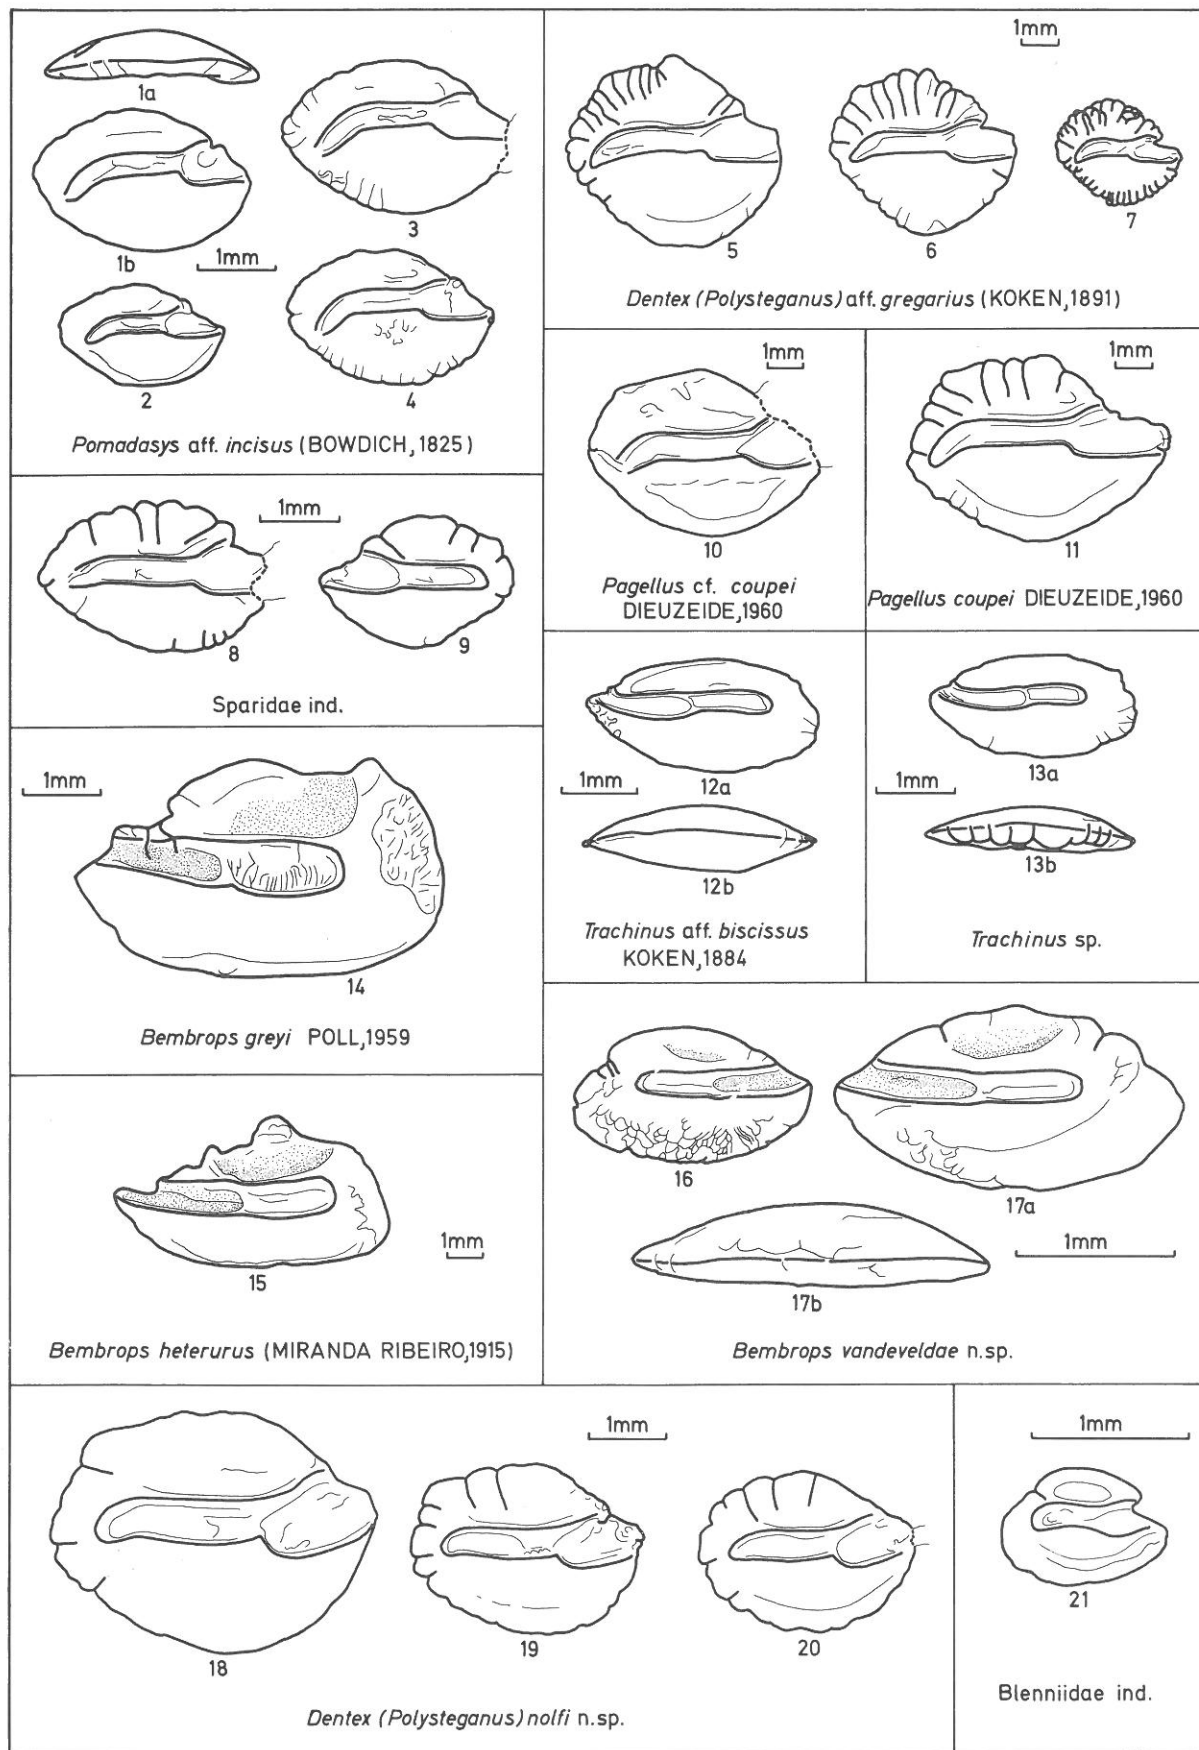 1a
1b
1mm
2
3
4
Pomadasys aff. incisus (BOWDICH, 1825)
1mm
5
6
7
Dentex (Polysteganus) aff. gregarius (KOKEN,1891)
1mm
8
9
Sparidae ind.
1mm
10
Pagellus cf. coupei
DIEUZEIDE,1960
1mm
11
Pagellus coupei DIEUZEIDE,1960
1mm
14
Bembrops greyi POLL,1959
12a
1mm
12b
Trachinus aff. biscissus
KOKEN,1884
13a
1mm
13b
Trachinus sp.
15
1mm
Bembrops heterurus (MIRANDA RIBEIRO,1915)
16
17a
17b
1mm
Bembrops vandeveldae n.sp.
1mm
18
19
20
Dentex (Polysteganus) nolfi n.sp.
1mm
21
Blenniidae ind.